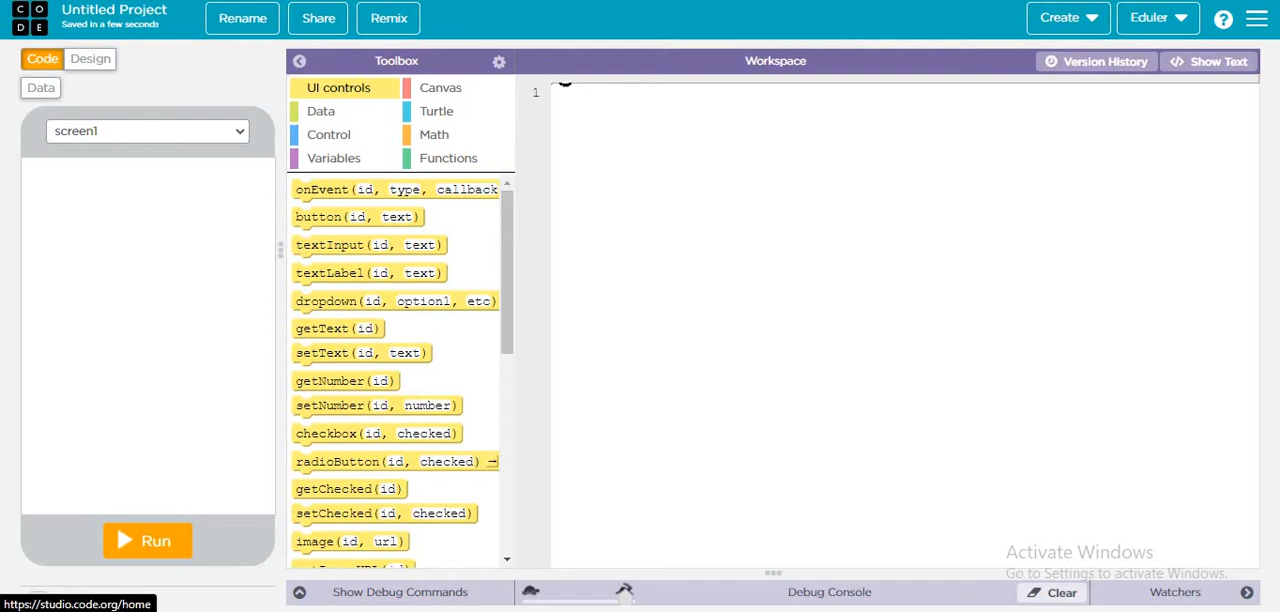 CO
DE
Untitled Project
Saved in a few seconds
Rename
Share
Remix
Create
Eduler
?
Code
Design
Data
screen1
Run
Toolbox
UI controls
Canvas
Data
Turtle
Control
Math
Variables
Functions
onEvent(id, type, callback
button(id, text)
textInput(id, text)
textLabel(id, text)
dropdown(id, option1, etc)
getText(id)
setText(id, text)
getNumber(id)
setNumber(id, number)
checkbox(id, checked)
radioButton(id, checked)
getChecked(id)
setChecked(id, checked)
image(id, url)
Workspace
Version History
</> Show Text
1
Activate Windows
Go to Settings to activate Windows.
Show Debug Commands
Debug Console
Clear
Watchers
https://studio.code.org/home